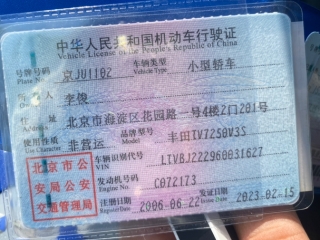 中华人民共和国机动车行驶证
Vehicle License of the People's Republic of China
号牌号码 京JU1102 车辆类型 小型轿车
Plate No. Vehicle Type
人 李俊
址 北京市海淀区花园路一号4楼2门201号
使用性质 非营运 品牌型号 丰田TV7250V3S
Use Character Model
北京市公 车辆识别代号 LTVBJ222960031627
VIN
安局公安 发动机号码 C072173
Engine No.
交通管理局 注册日期 2006-06-22 发证日期 2023-02-15
Register Date Issue Date